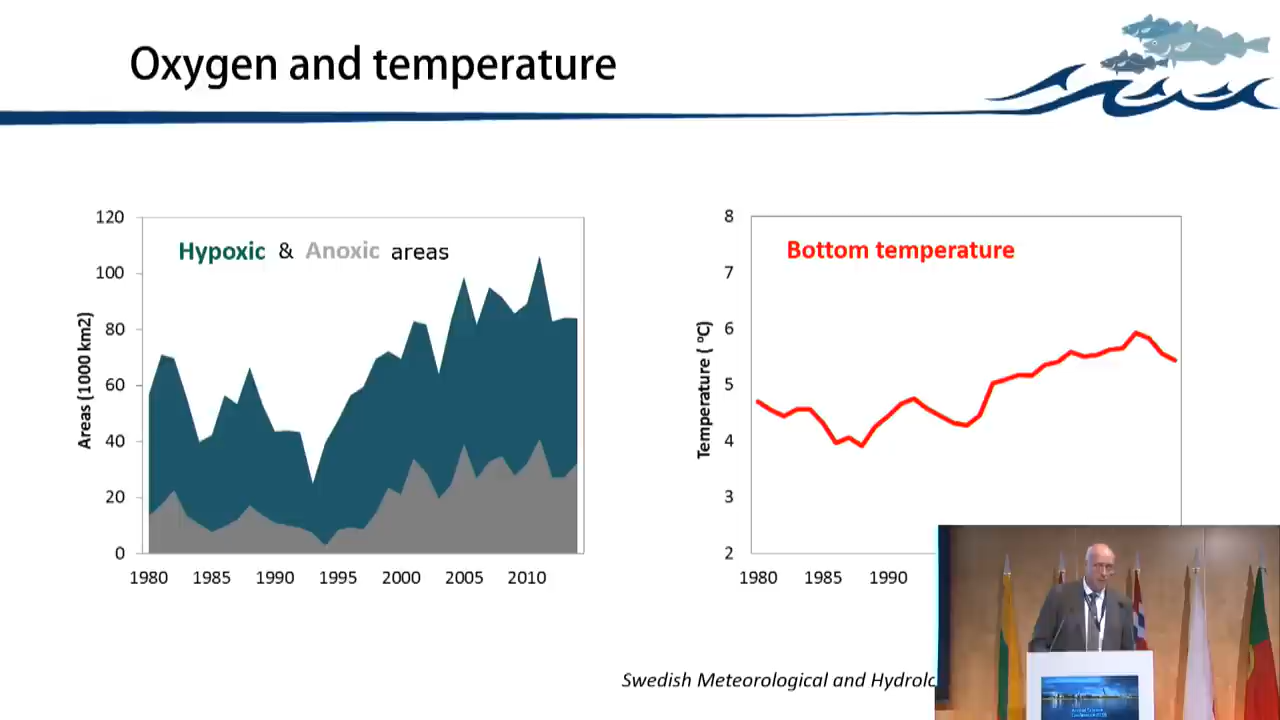 Oxygen and temperature
Hypoxic & Anoxic areas
Areas (1000 km2)
120
100
80
60
40
20
0
1980 1985 1990 1995 2000 2005 2010
Bottom temperature
Temperature ( ºC)
8
7
6
5
4
3
2
1980 1985 1990
Swedish Meteorological and